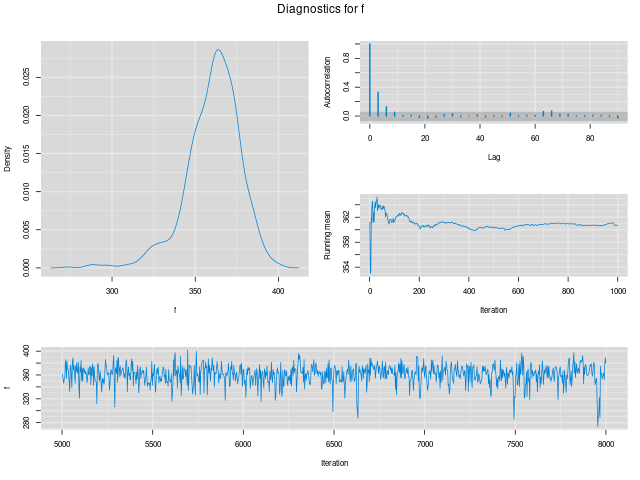 Diagnostics for f
Density
0.000 0.005 0.010 0.015 0.020 0.025
300 350 400
f
Autocorrelation
0.0 0.4 0.8
0 20 40 60 80
Lag
Running mean
354 358 362
0 200 400 600 800 1000
Iteration
f
280 320 360 400
5000 5500 6000 6500 7000 7500 8000
Iteration